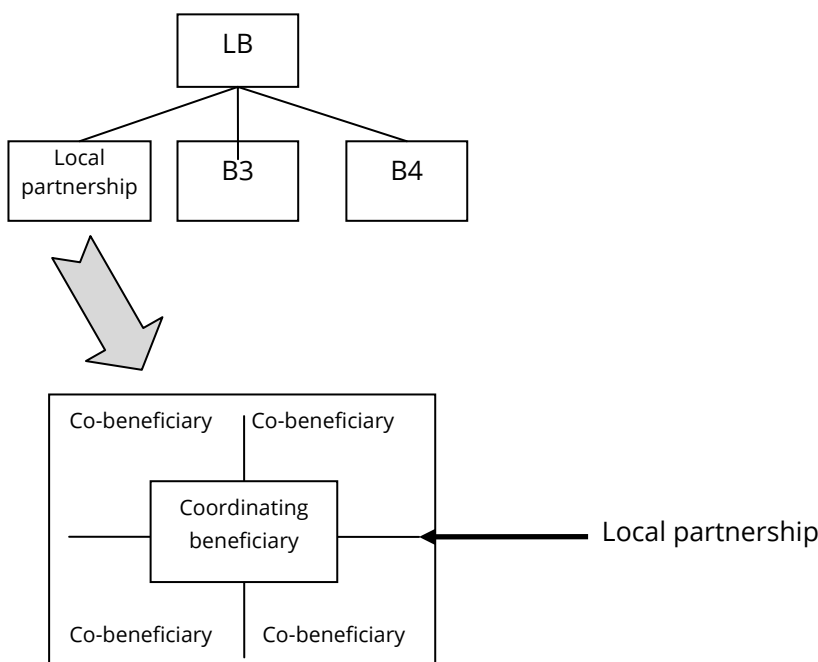 LB
Local
partnership
B3
B4
Co-beneficiary
Co-beneficiary
Coordinating
beneficiary
Local partnership
Co-beneficiary
Co-beneficiary